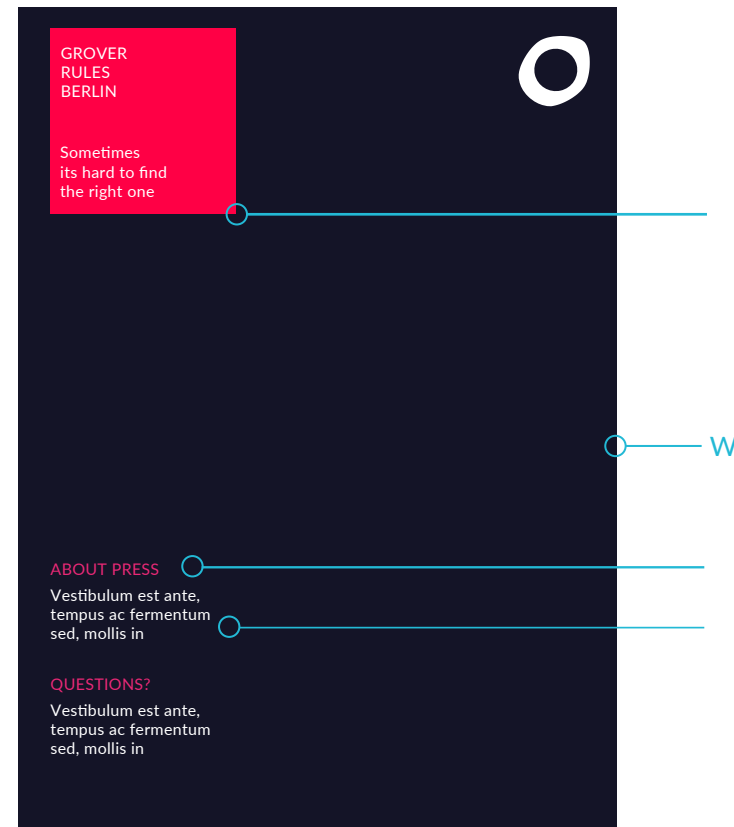 GROVER
RULES
BERLIN
Sometimes
its hard to find
the right one
W
ABOUT PRESS
Vestibulum est ante,
tempus ac fermentum
sed, mollis in
QUESTIONS?
Vestibulum est ante,
tempus ac fermentum
sed, mollis in